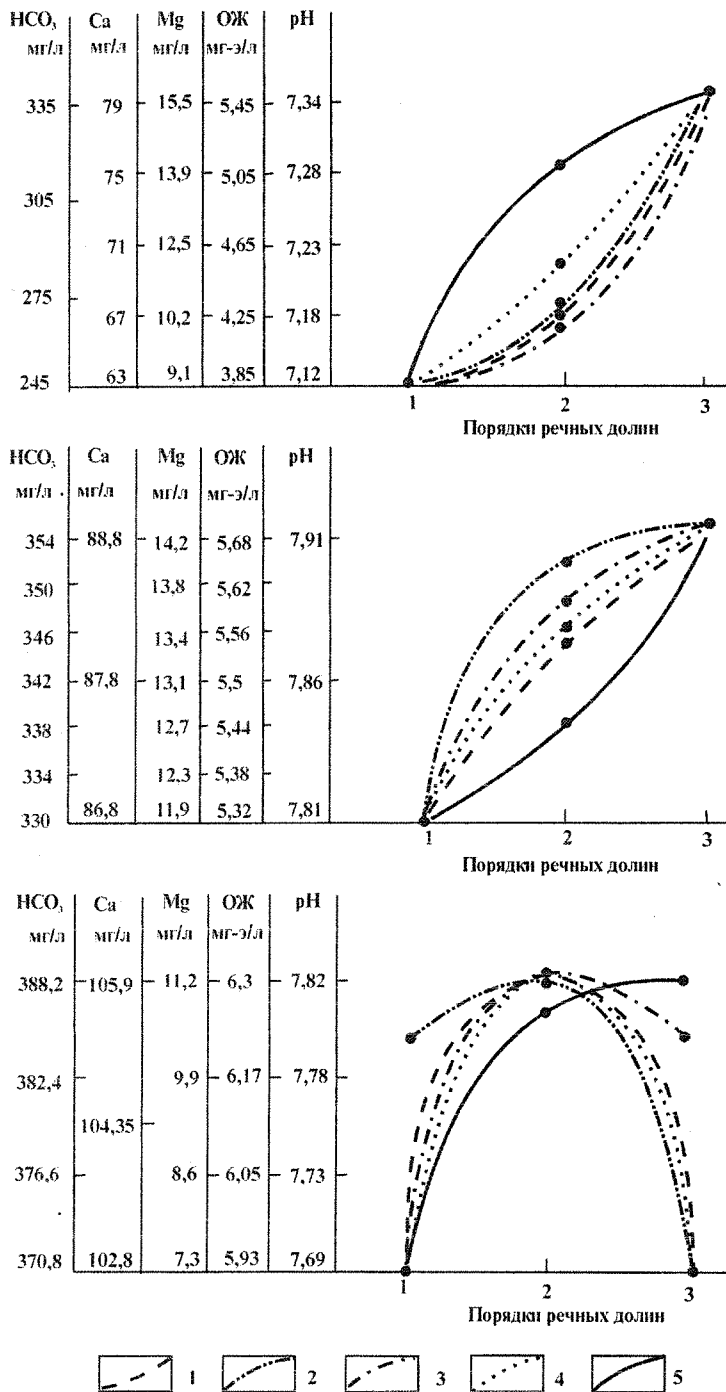 HCO₃ Ca Mg ОЖ pH
мг/л мг/л мг/л мг-э/л
335 79 15,5 5,45 7,34
75 13,9 5,05 7,28
305
71 12,5 4,65 7,23
275
67 10,2 4,25 7,18
245 63 9,1 3,85 7,12
1 2 3
Порядки речных долин
HCO₃ Ca Mg ОЖ pH
мг/л мг/л мг/л мг-э/л
354 88,8 14,2 5,68 7,91
350 13,8 5,62
346 13,4 5,56
342 87,8 13,1 5,5 7,86
338 12,7 5,44
334 12,3 5,38
330 86,8 11,9 5,32 7,81
1 2 3
Порядки речных долин
HCO₃ Ca Mg ОЖ pH
мг/л мг/л мг/л мг-э/л
388,2 105,9 11,2 6,3 7,82
382,4 9,9 6,17 7,78
104,35
376,6 8,6 6,05 7,73
370,8 102,8 7,3 5,93 7,69
1 2 3
Порядки речных долин
1 2 3 4 5